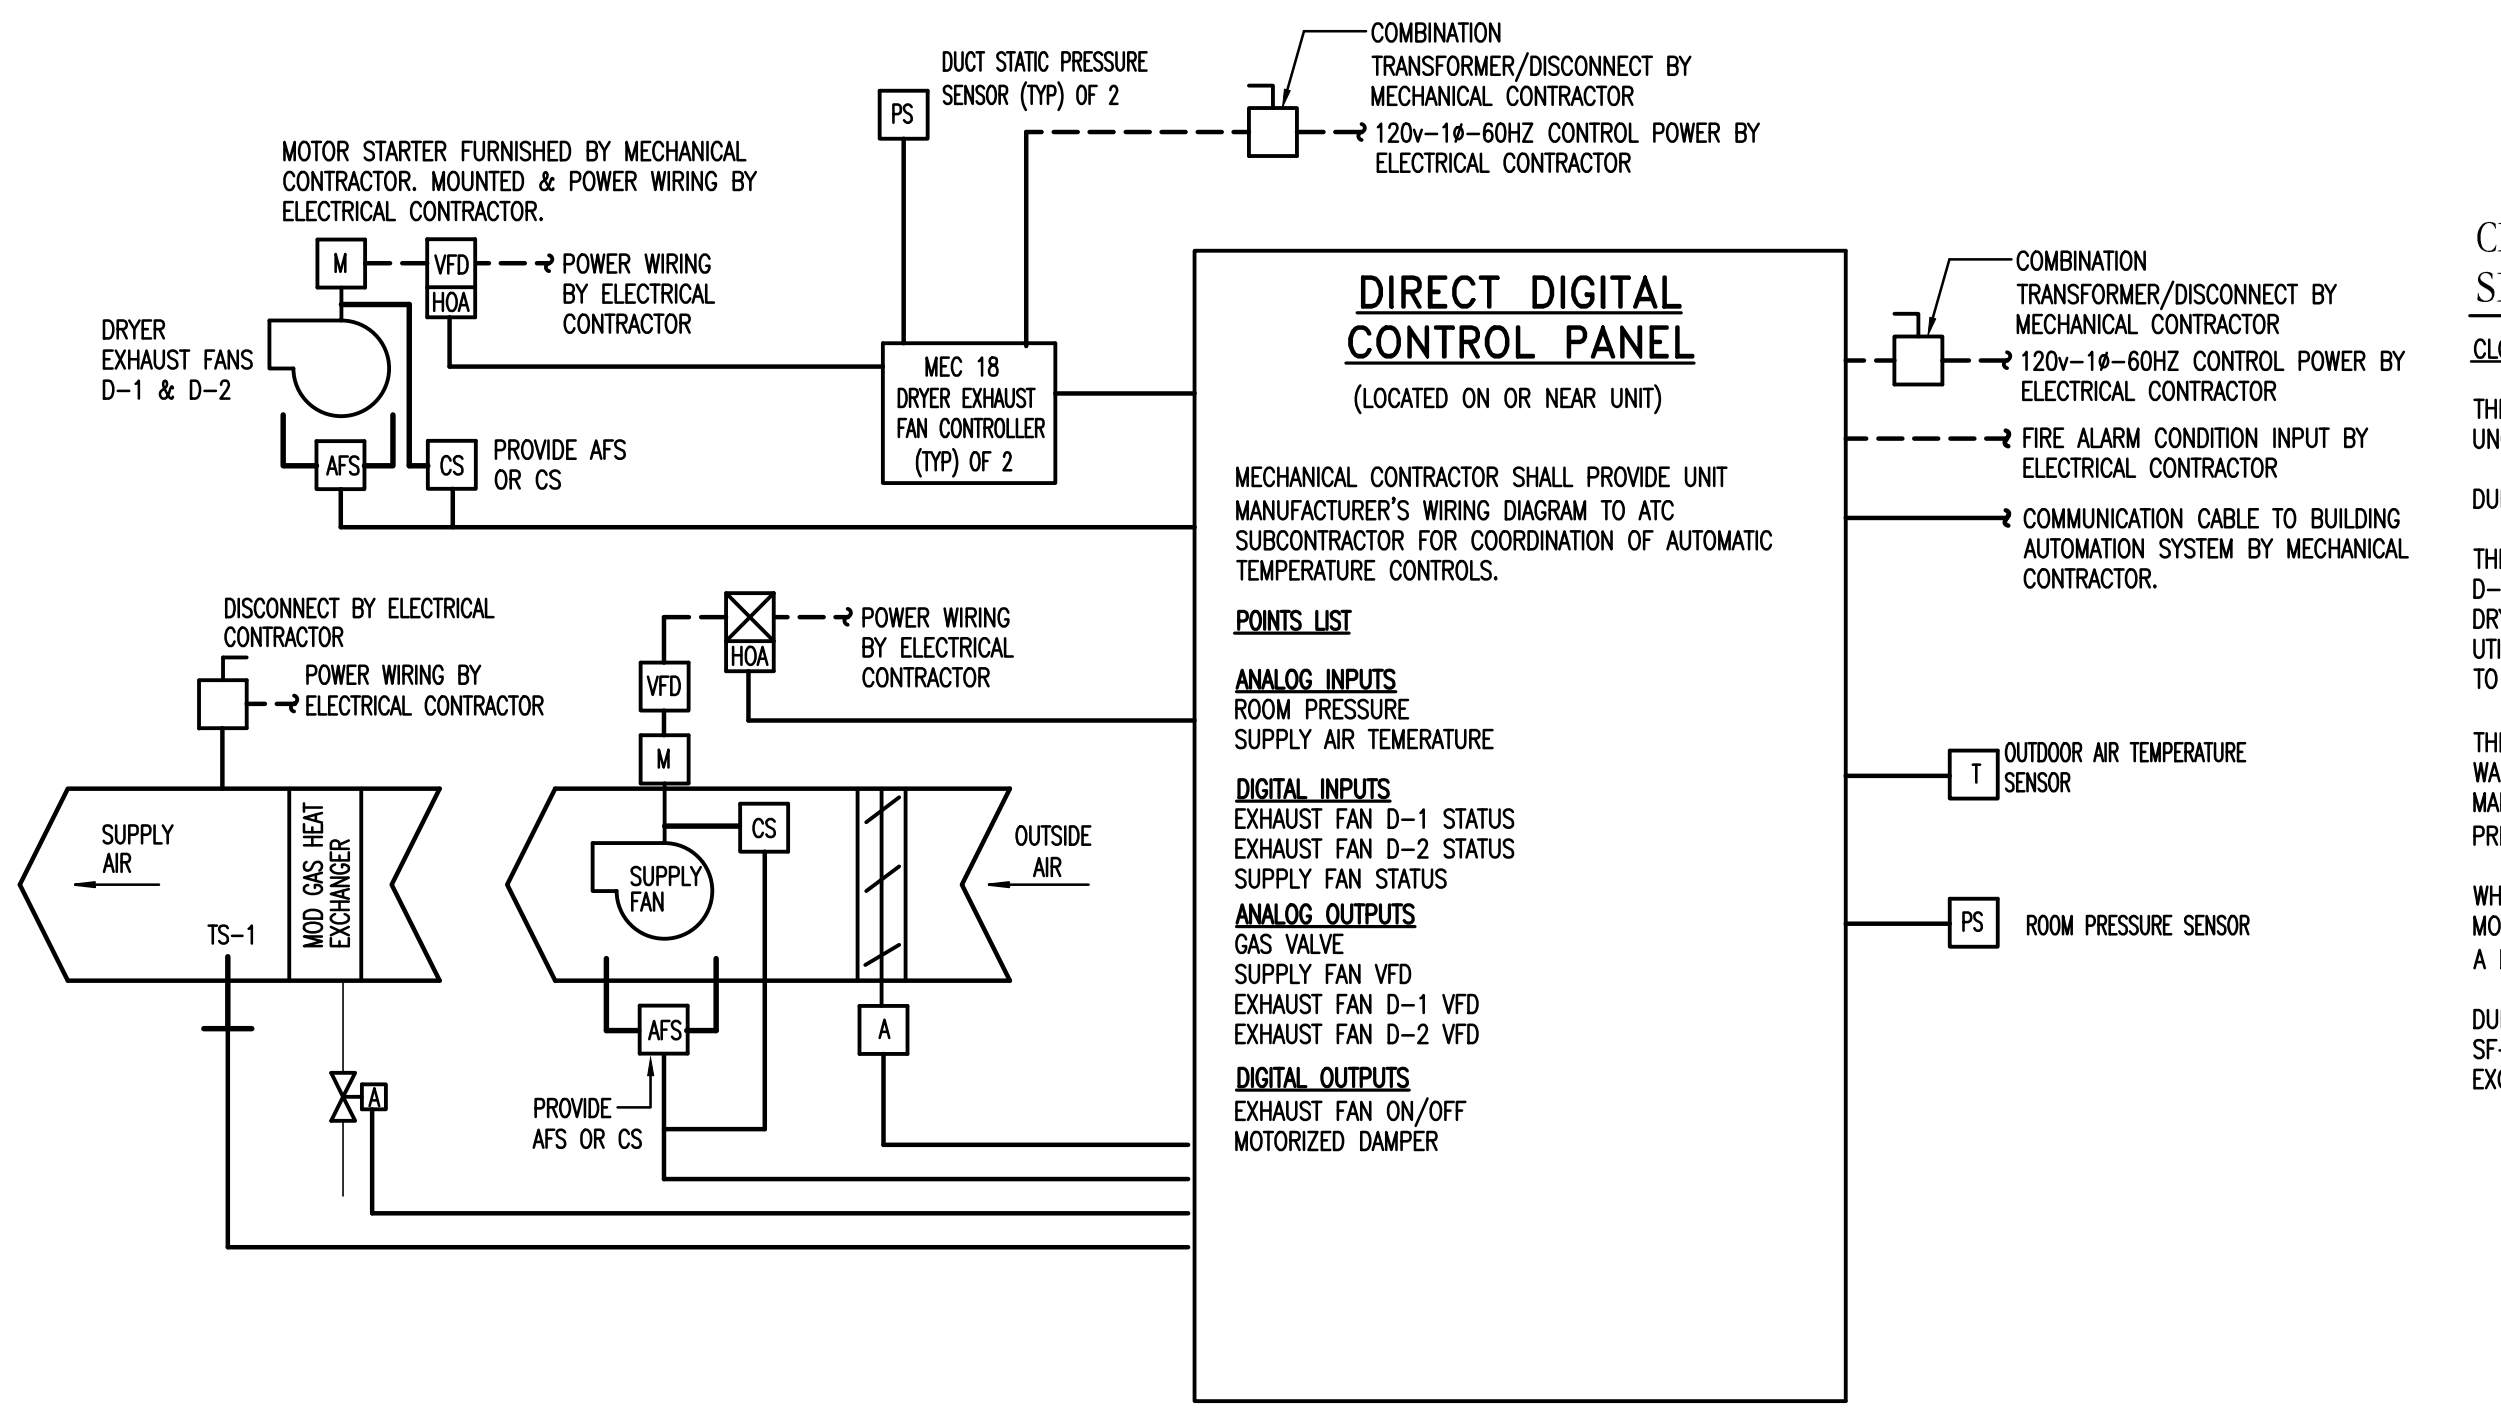 COMBINATION
TRANSFORMER/DISCONNECT BY
MECHANICAL CONTRACTOR
120v-1ø-60HZ CONTROL POWER BY
ELECTRICAL CONTRACTOR
DUCT STATIC PRESSURE
SENSOR (TYP) OF 2
PS
MOTOR STARTER FURNISHED BY MECHANICAL
CONTRACTOR. MOUNTED & POWER WIRING BY
ELECTRICAL CONTRACTOR.
M
VFD
HOA
POWER WIRING
BY ELECTRICAL
CONTRACTOR
DRYER
EXHAUST FANS
D-1 & D-2
AFS
CS
PROVIDE AFS
OR CS
MEC 18
DRYER EXHAUST
FAN CONTROLLER
(TYP) OF 2
DISCONNECT BY ELECTRICAL
CONTRACTOR
POWER WIRING BY
ELECTRICAL CONTRACTOR
HOA
POWER WIRING
BY ELECTRICAL
CONTRACTOR
VFD
M
SUPPLY
AIR
MOD GAS HEAT
EXCHANGER
TS-1
A
SUPPLY
FAN
CS
AFS
PROVIDE
AFS OR CS
A
OUTSIDE
AIR
DIRECT DIGITAL
CONTROL PANEL
(LOCATED ON OR NEAR UNIT)
MECHANICAL CONTRACTOR SHALL PROVIDE UNIT
MANUFACTURER'S WIRING DIAGRAM TO ATC
SUBCONTRACTOR FOR COORDINATION OF AUTOMATIC
TEMPERATURE CONTROLS.
POINTS LIST
ANALOG INPUTS
ROOM PRESSURE
SUPPLY AIR TEMERATURE
DIGITAL INPUTS
EXHAUST FAN D-1 STATUS
EXHAUST FAN D-2 STATUS
SUPPLY FAN STATUS
ANALOG OUTPUTS
GAS VALVE
SUPPLY FAN VFD
EXHAUST FAN D-1 VFD
EXHAUST FAN D-2 VFD
DIGITAL OUTPUTS
EXHAUST FAN ON/OFF
MOTORIZED DAMPER
COMBINATION
TRANSFORMER/DISCONNECT BY
MECHANICAL CONTRACTOR
120v-1ø-60HZ CONTROL POWER BY
ELECTRICAL CONTRACTOR
FIRE ALARM CONDITION INPUT BY
ELECTRICAL CONTRACTOR
COMMUNICATION CABLE TO BUILDING
AUTOMATION SYSTEM BY MECHANICAL
CONTRACTOR.
T
OUTDOOR AIR TEMPERATURE
SENSOR
PS
ROOM PRESSURE SENSOR
TO
A